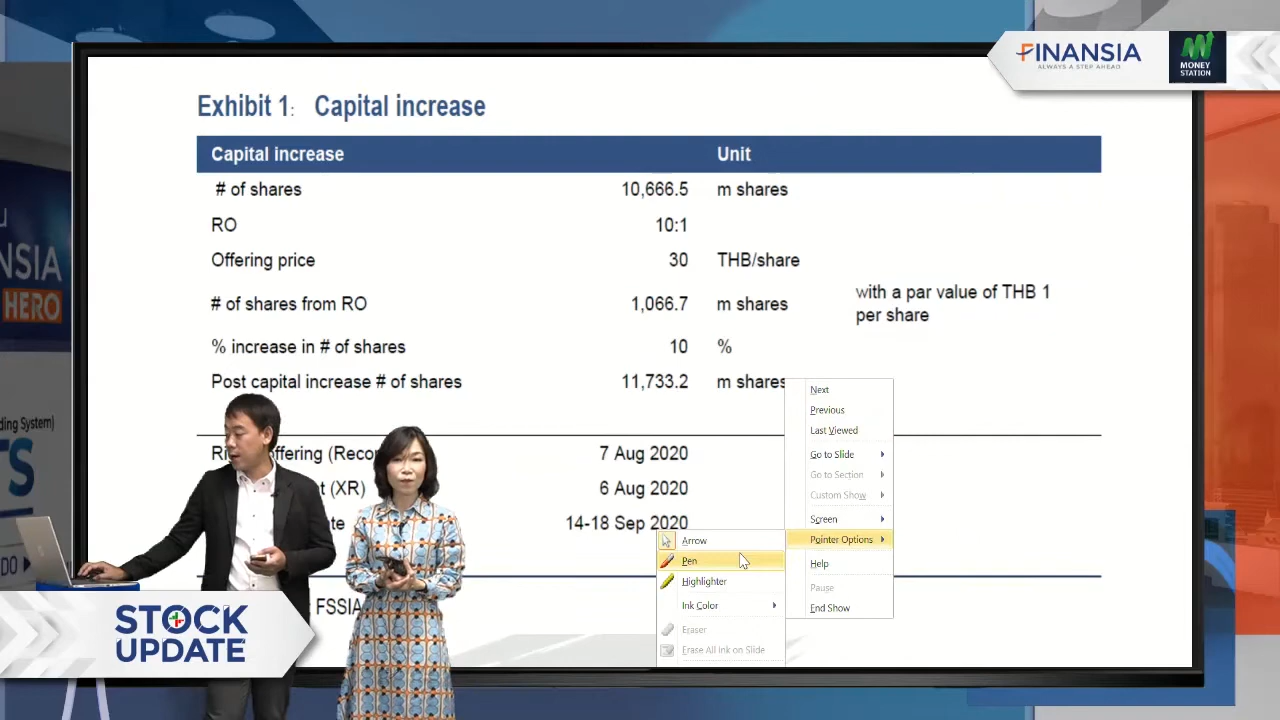 FINANSIA
ALWAYS A STEP AHEAD
MONEY
STATION
Exhibit 1: Capital increase
Capital increase Unit
# of shares 10,666.5 m shares
RO 10:1
Offering price 30 THB/share
# of shares from RO 1,066.7 m shares with a par value of THB 1
per share
% increase in # of shares 10 %
Post capital increase # of shares 11,733.2 m shares
offering 7 Aug 2020
(XR) 6 Aug 2020
14-18 Sep 2020
FSSIA
Next
Previous
Last Viewed
Go to Slide
Go to Section
Custom Show
Screen
Pointer Options
Help
Pause
End Show
Arrow
Pen
Highlighter
Ink Color
Eraser
Erase All Ink on Slide
NSIA
HERO
ding System)
TS
DO
STOCK
UPDATE